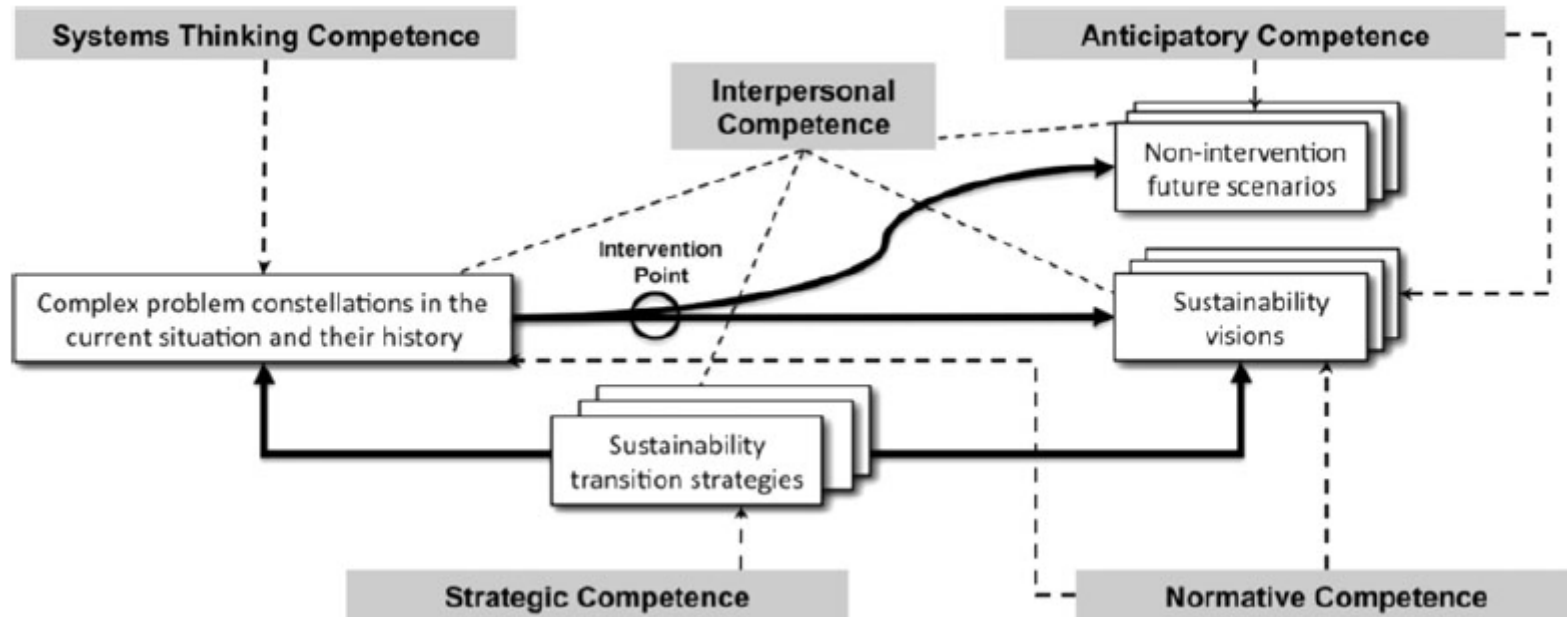 Systems Thinking Competence
Anticipatory Competence
Interpersonal
Competence
Non-intervention
future scenarios
Intervention
Point
Complex problem constellations in the
current situation and their history
Sustainability
visions
Sustainability
transition strategies
Strategic Competence
Normative Competence